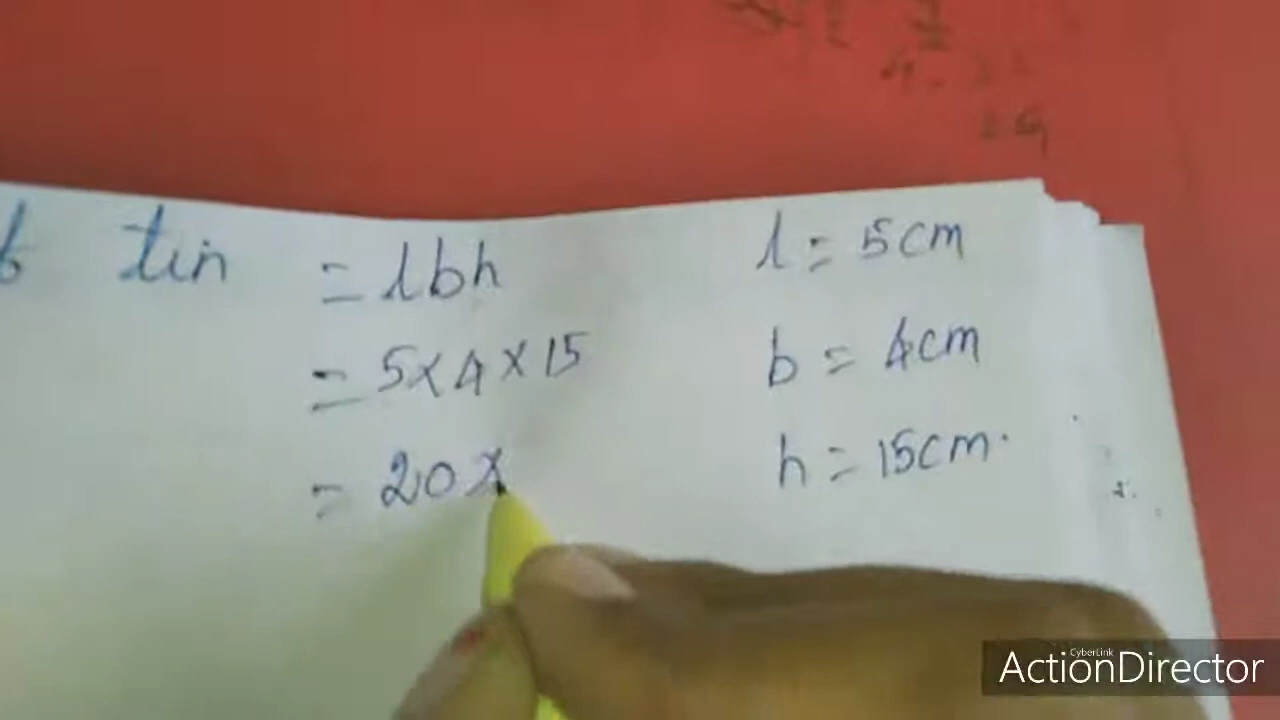 tin = lbh
l = 5cm
= 5×4×15
b = 4cm
= 20×
h = 15cm.
CyberLink
ActionDirector